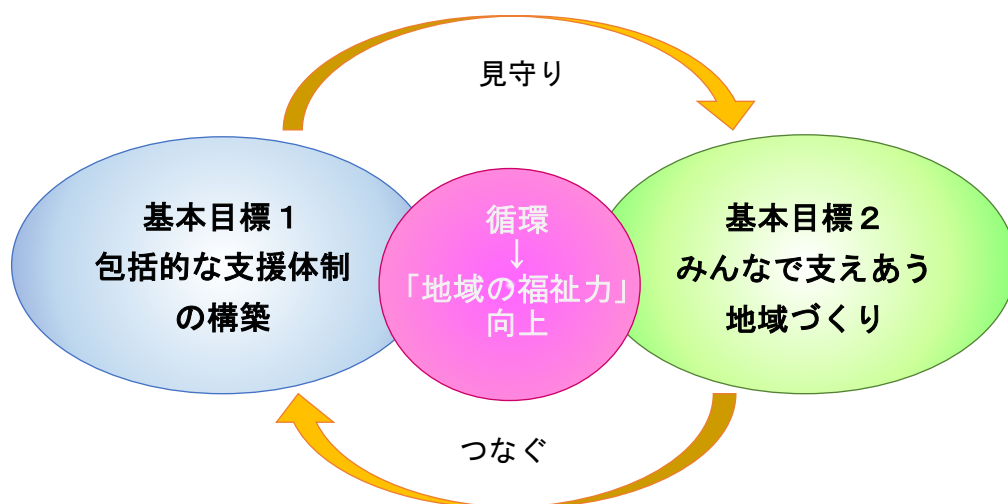 見守り
基本目標１
包括的な支援体制
の構築
循環
↓
「地域の福祉力」
向上
基本目標２
みんなで支えあう
地域づくり
つなぐ